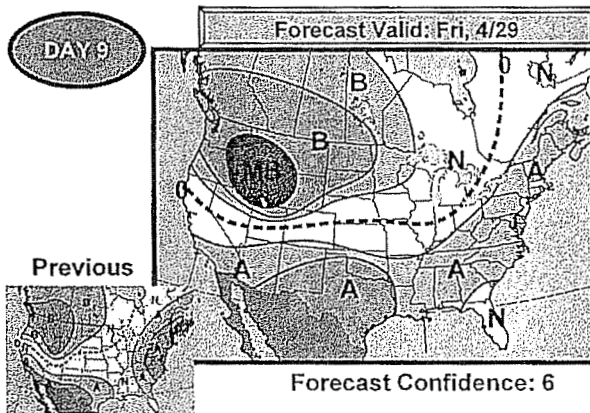 DAY 9
Forecast Valid: Fri, 4/29
0
N
B
B
MB
N
A
0
A
A
A
N
Previous
Forecast Confidence: 6